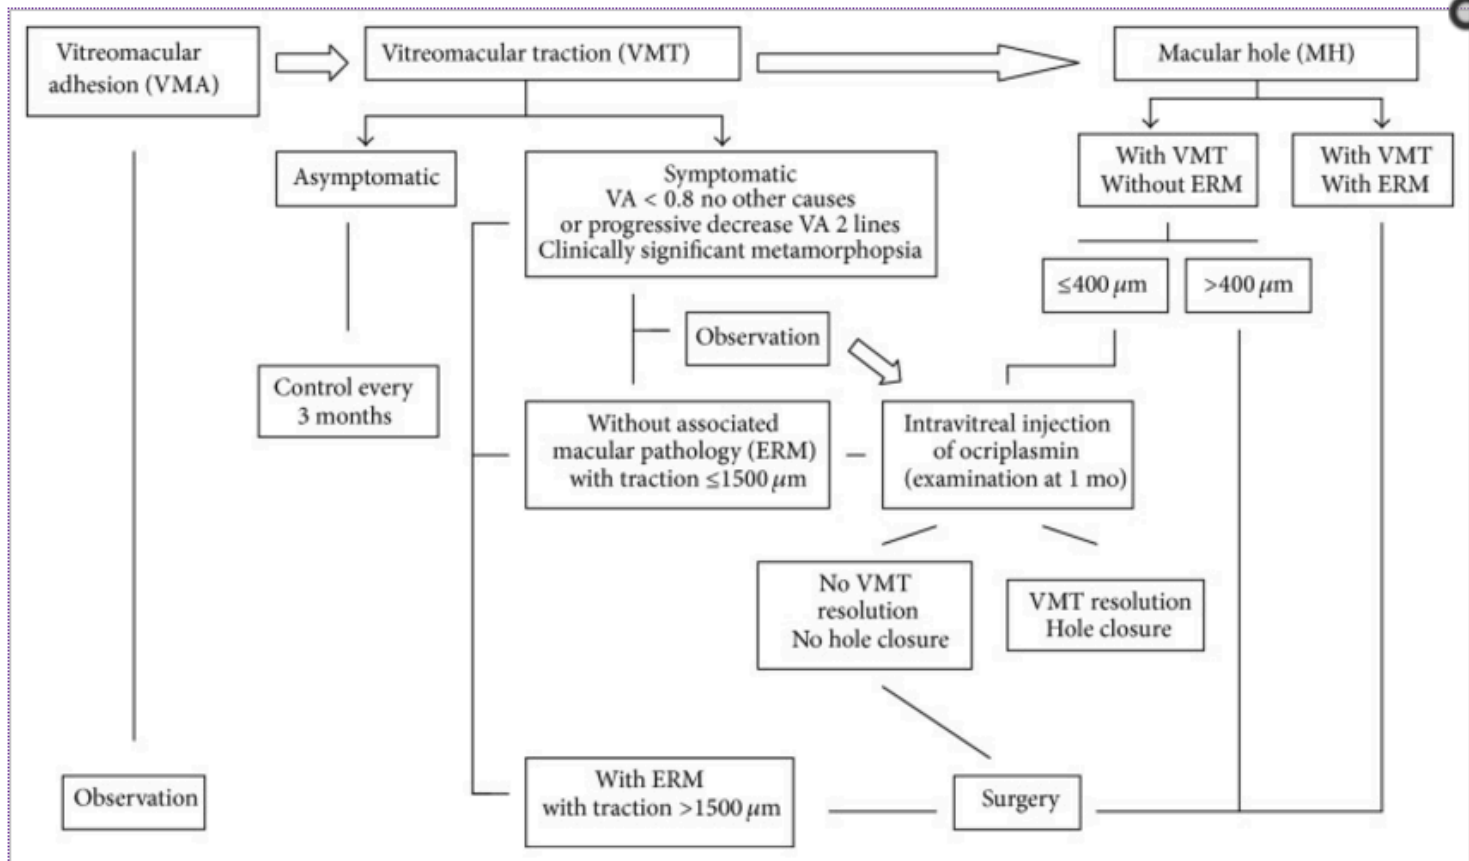 Vitreomacular
adhesion (VMA)
Vitreomacular traction (VMT)
Macular hole (MH)
Asymptomatic
Symptomatic
VA < 0.8 no other causes
or progressive decrease VA 2 lines
Clinically significant metamorphopsia
With VMT
Without ERM
With VMT
With ERM
≤400 μm
>400 μm
Observation
Control every
3 months
Without associated
macular pathology (ERM)
with traction ≤1500 μm
Intravitreal injection
of ocriplasmin
(examination at 1 mo)
No VMT
resolution
No hole closure
VMT resolution
Hole closure
Observation
With ERM
with traction >1500 μm
Surgery